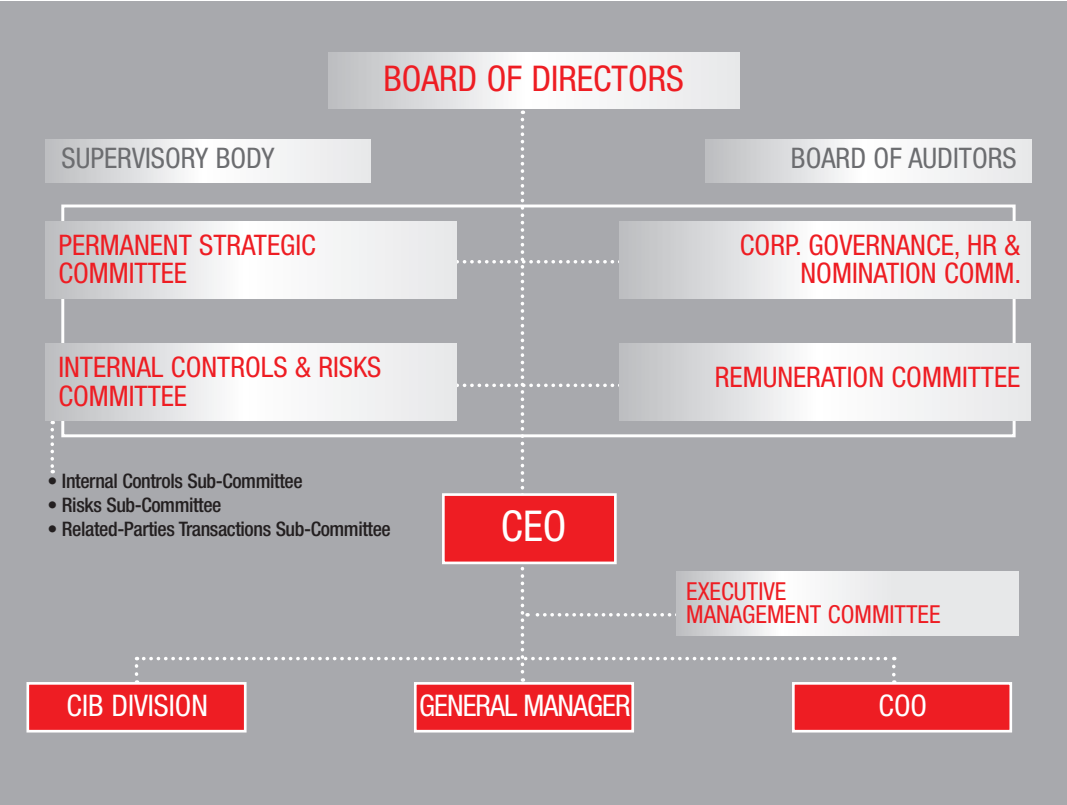 BOARD OF DIRECTORS
SUPERVISORY BODY
BOARD OF AUDITORS
PERMANENT STRATEGIC
COMMITTEE
CORP. GOVERNANCE, HR &
NOMINATION COMM.
INTERNAL CONTROLS & RISKS
COMMITTEE
REMUNERATION COMMITTEE
• Internal Controls Sub-Committee
• Risks Sub-Committee
• Related-Parties Transactions Sub-Committee
CEO
EXECUTIVE
MANAGEMENT COMMITTEE
CIB DIVISION
GENERAL MANAGER
COO